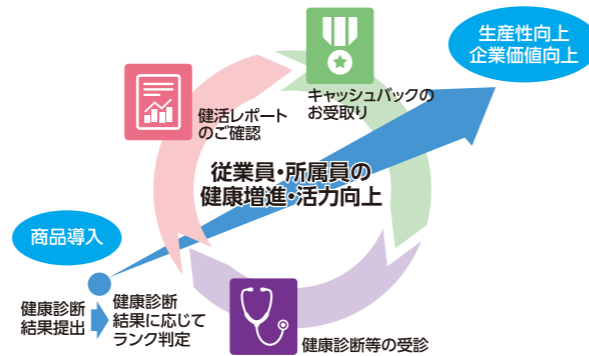 生産性向上
企業価値向上
キャッシュバックの
お受取り
健活レポート
のご確認
従業員・所属員の
健康増進・活力向上
商品導入
健康診断
結果提出
健康診断
結果に応じて
ランク判定
健康診断等の受診